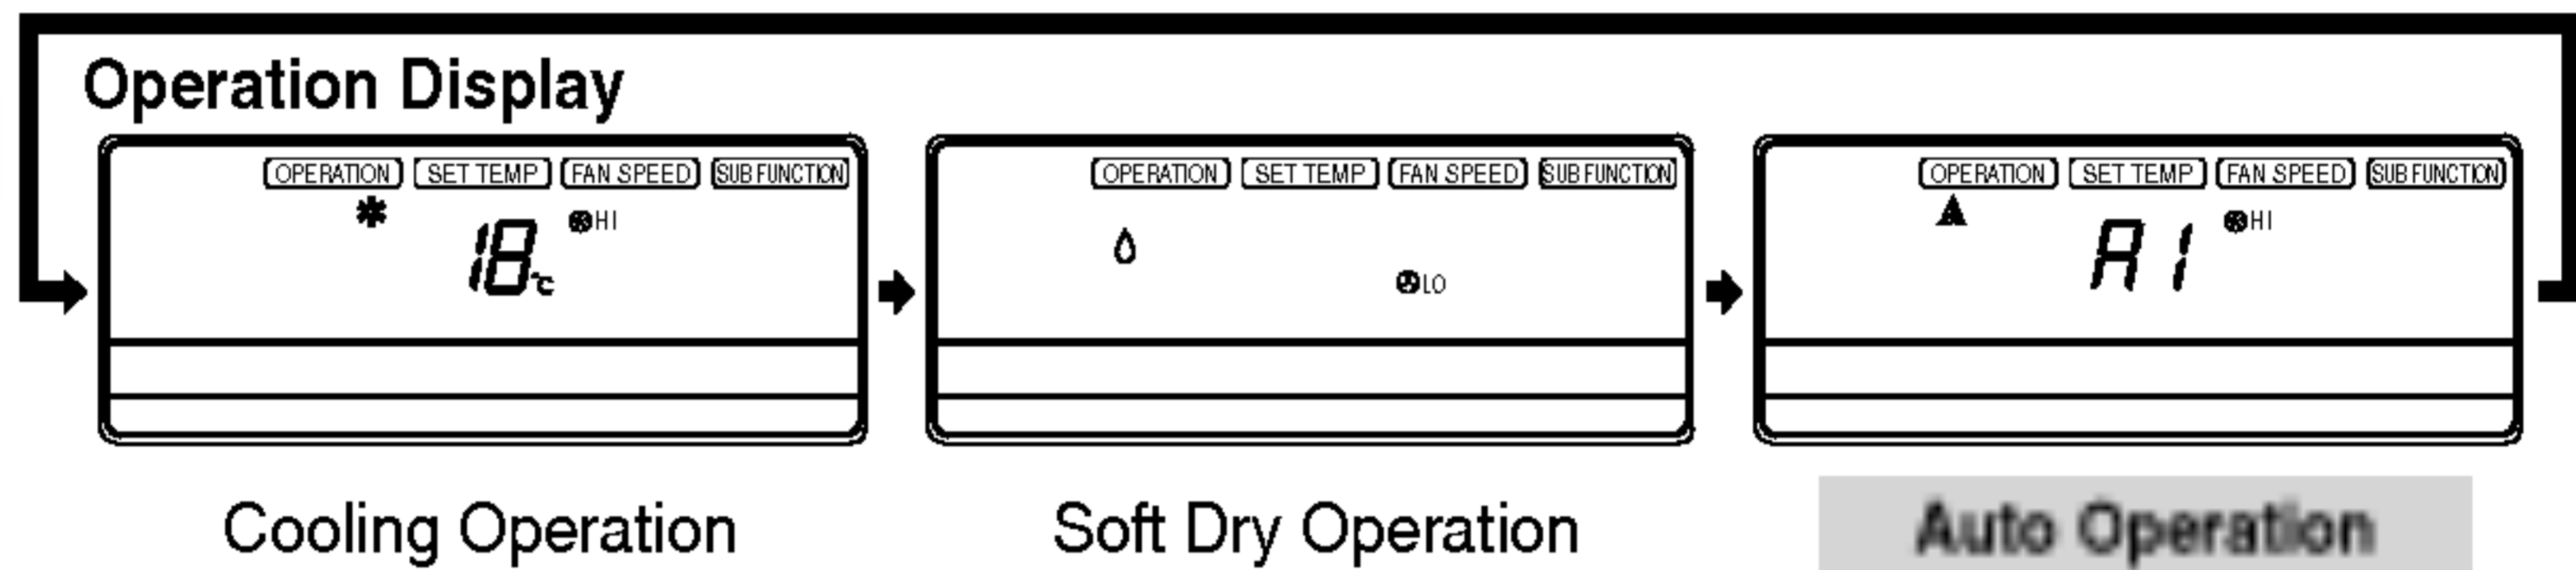 Operation Display
OPERATION SET TEMP FAN SPEED SUB FUNCTION
18°C HI
OPERATION SET TEMP FAN SPEED SUB FUNCTION
LO
OPERATION SET TEMP FAN SPEED SUB FUNCTION
A1 HI
Cooling Operation
Soft Dry Operation
Auto Operation